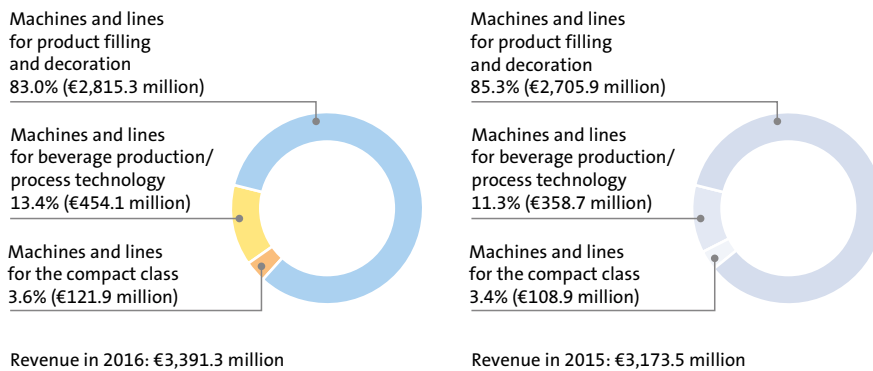 Machines and lines
for product filling
and decoration
83.0% (€2,815.3 million)
Machines and lines
for beverage production/
process technology
13.4% (€454.1 million)
Machines and lines
for the compact class
3.6% (€121.9 million)
Revenue in 2016: €3,391.3 million
Machines and lines
for product filling
and decoration
85.3% (€2,705.9 million)
Machines and lines
for beverage production/
process technology
11.3% (€358.7 million)
Machines and lines
for the compact class
3.4% (€108.9 million)
Revenue in 2015: €3,173.5 million